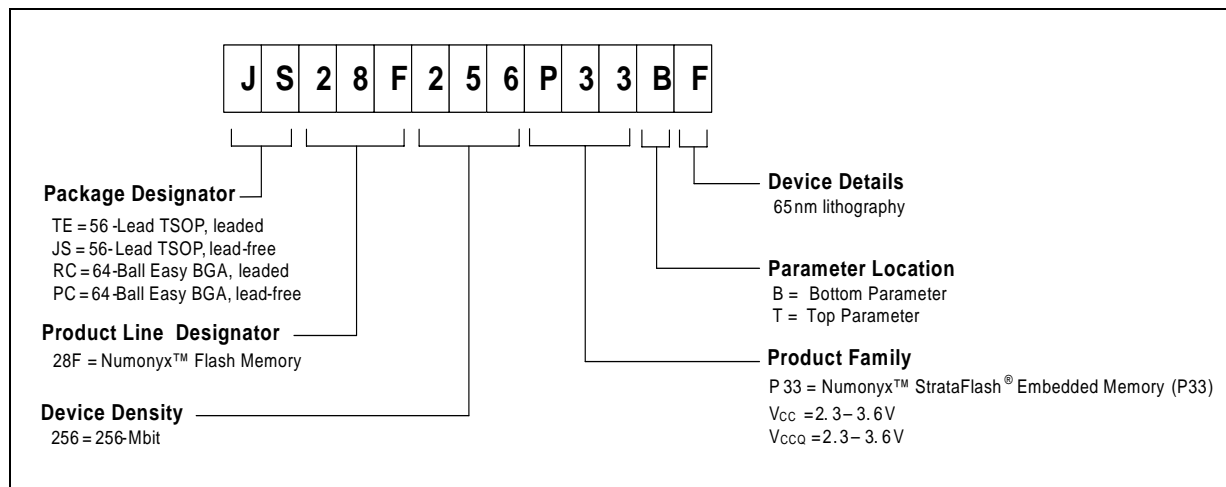 J S 2 8 F 2 5 6 P 3 3 B F
Package Designator
TE = 56 -Lead TSOP, leaded
JS = 56- Lead TSOP, lead-free
RC = 64-Ball Easy BGA, leaded
PC = 64-Ball Easy BGA, lead-free
Product Line Designator
28F = Numonyx™ Flash Memory
Device Density
256 = 256-Mbit
Device Details
65nm lithography
Parameter Location
B = Bottom Parameter
T = Top Parameter
Product Family
P 33 = Numonyx™ StrataFlash® Embedded Memory (P33)
VCC = 2.3 – 3.6V
VCCQ = 2.3 – 3.6V